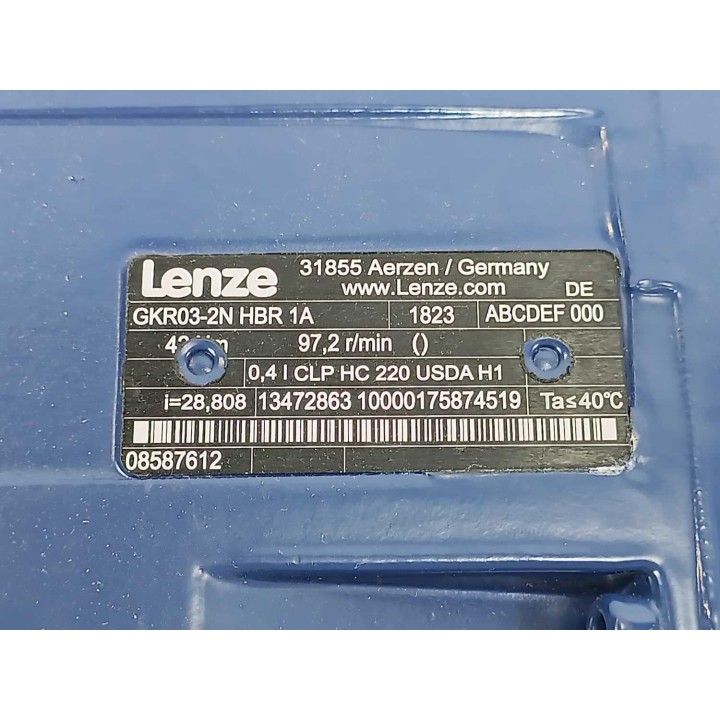 Lenze 31855 Aerzen / Germany
www.Lenze.com DE
GKR03-2N HBR 1A 1823 ABCDEF 000
97,2 r/min ()
0,4 l CLP HC 220 USDA H1
i=28,808 13472863 10000175874519 Ta≤40°C
08587612